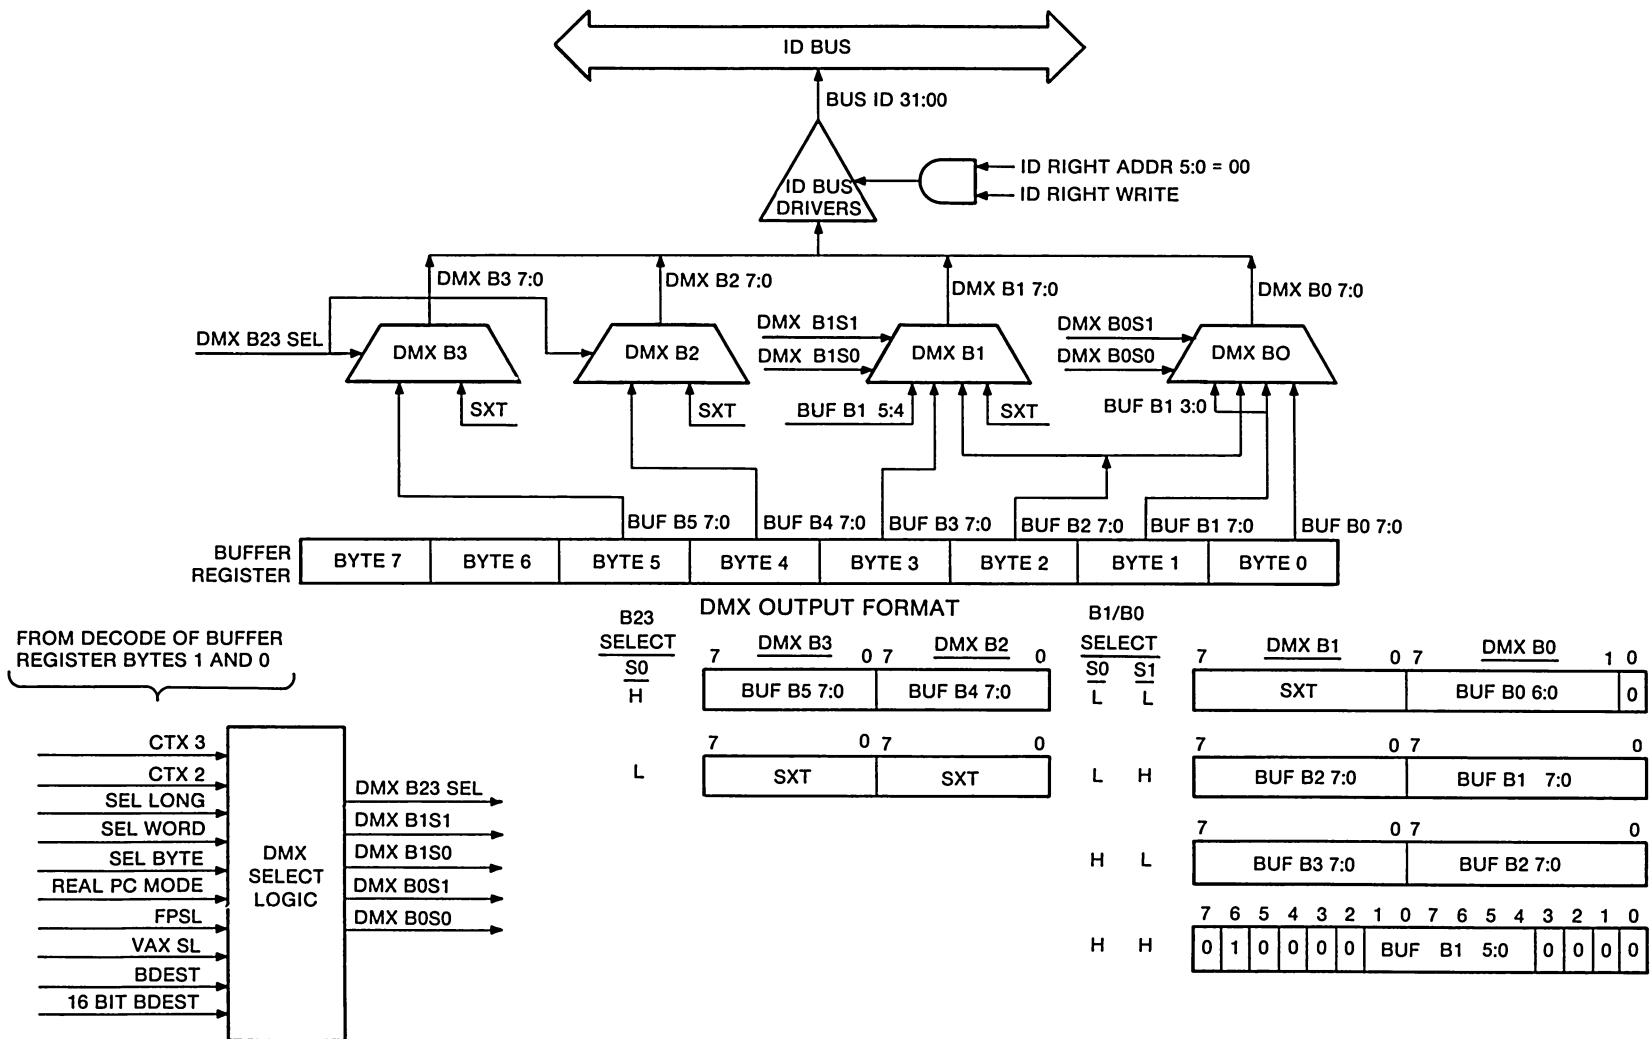 ID BUS
BUS ID 31:00
ID RIGHT ADDR 5:0 = 00
ID RIGHT WRITE
ID BUS
DRIVERS
DMX B3 7:0
DMX B2 7:0
DMX B1 7:0
DMX B0 7:0
DMX B23 SEL
DMX B3
DMX B2
DMX B1S1
DMX B1S0
DMX B1
DMX B0S1
DMX B0S0
DMX BO
SXT
SXT
BUF B1 5:4
SXT
BUF B1 3:0
BUF B5 7:0
BUF B4 7:0
BUF B3 7:0
BUF B2 7:0
BUF B1 7:0
BUF B0 7:0
BUFFER
REGISTER
BYTE 7 BYTE 6 BYTE 5 BYTE 4 BYTE 3 BYTE 2 BYTE 1 BYTE 0
DMX OUTPUT FORMAT
FROM DECODE OF BUFFER
REGISTER BYTES 1 AND 0
CTX 3
CTX 2
SEL LONG
SEL WORD
SEL BYTE
REAL PC MODE
FPSL
VAX SL
BDEST
16 BIT BDEST
DMX
SELECT
LOGIC
DMX B23 SEL
DMX B1S1
DMX B1S0
DMX B0S1
DMX B0S0
B23
SELECT
S0
7 DMX B3 0 7 DMX B2 0
H BUF B5 7:0 BUF B4 7:0
7 0 7 0
L SXT SXT
B1/B0
SELECT
S0 S1
7 DMX B1 0 7 DMX B0 1 0
L L SXT BUF B0 6:0 0
7 0 7 0
L H BUF B2 7:0 BUF B1 7:0
7 0 7 0
H L BUF B3 7:0 BUF B2 7:0
7 6 5 4 3 2 1 0 7 6 5 4 3 2 1 0
H H 0 1 0 0 0 0 BUF B1 5:0 0 0 0 0